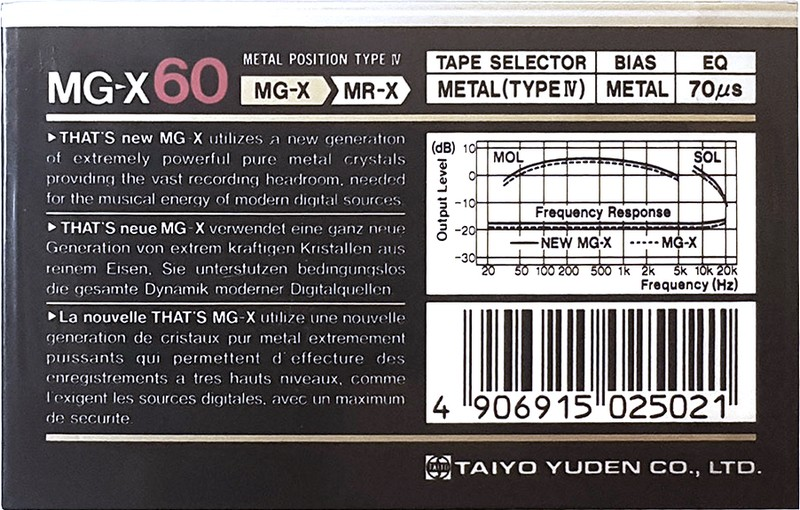 MG-X 60
METAL POSITION TYPE Ⅳ
MG-X MR-X
TAPE SELECTOR BIAS EQ
METAL(TYPEⅣ) METAL 70μs
▶THAT'S new MG-X utilizes a new generation
of extremely powerful pure metal crystals
providing the vast recording headroom, needed
for the musical energy of modern digital sources.
▶THAT'S neue MG-X verwendet eine ganz neue
Generation von extrem kraftigen Kristallen aus
reinem Eisen, Sie unterstutzen bedingungslos
die gesamte Dynamik moderner Digitalquellen.
▶La nouvelle THAT'S MG-X utilize une nouvelle
generation de cristaux pur metal extremement
puissants qui permettent d'effecture des
enregistrements a tres hauts niveaux, comme
l'exigent les sources digitales, avec un maximum
de securite.
(dB)
Output Level
10
0
-10
-20
-30
MOL SOL
Frequency Response
NEW MG-X MG-X
20 50 100 200 500 1k 2k 5k 10k 20k
Frequency (Hz)
4 906915 025021
TAIYO YUDEN CO., LTD.